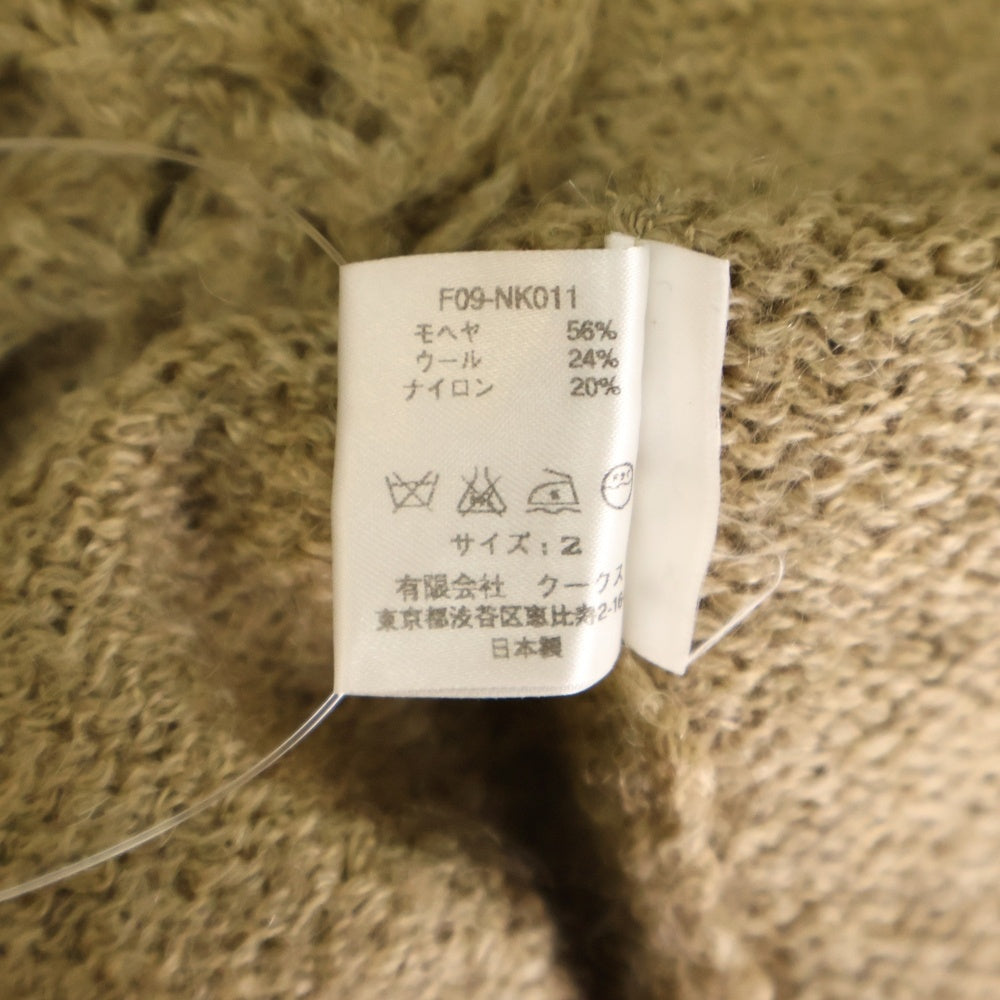 F09-NK011
モヘヤ 56%
ウール 24%
ナイロン 20%
サイズ：2
有限会社 クークス
東京都渋谷区恵比寿2-16
日本製